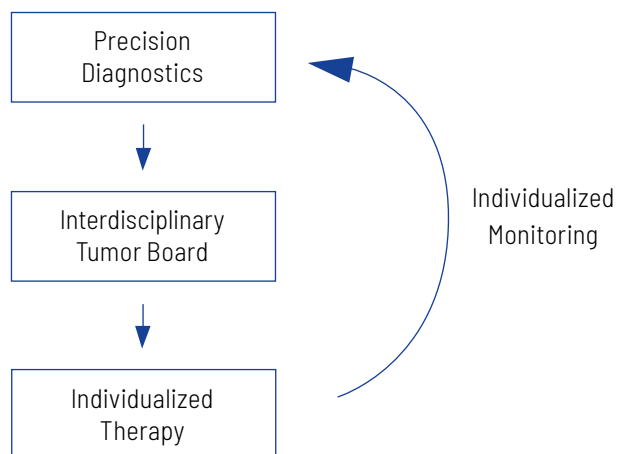 Precision
Diagnostics
Interdisciplinary
Tumor Board
Individualized
Monitoring
Individualized
Therapy